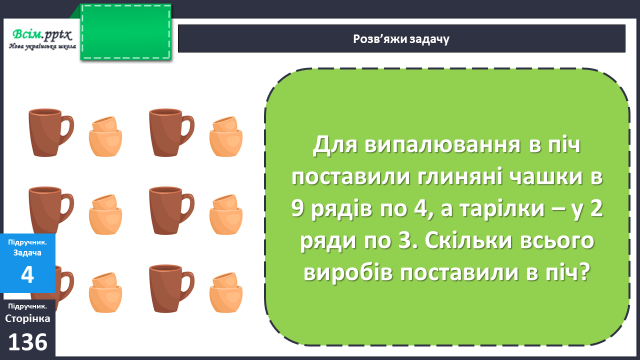 Всім.pptx
Нова українська школа
Розв’яжи задачу
Для випалювання в піч
поставили глиняні чашки в
9 рядів по 4, а тарілки – у 2
ряди по 3. Скільки всього
виробів поставили в піч?
Підручник.
Задача
4
Підручник.
Сторінка
136